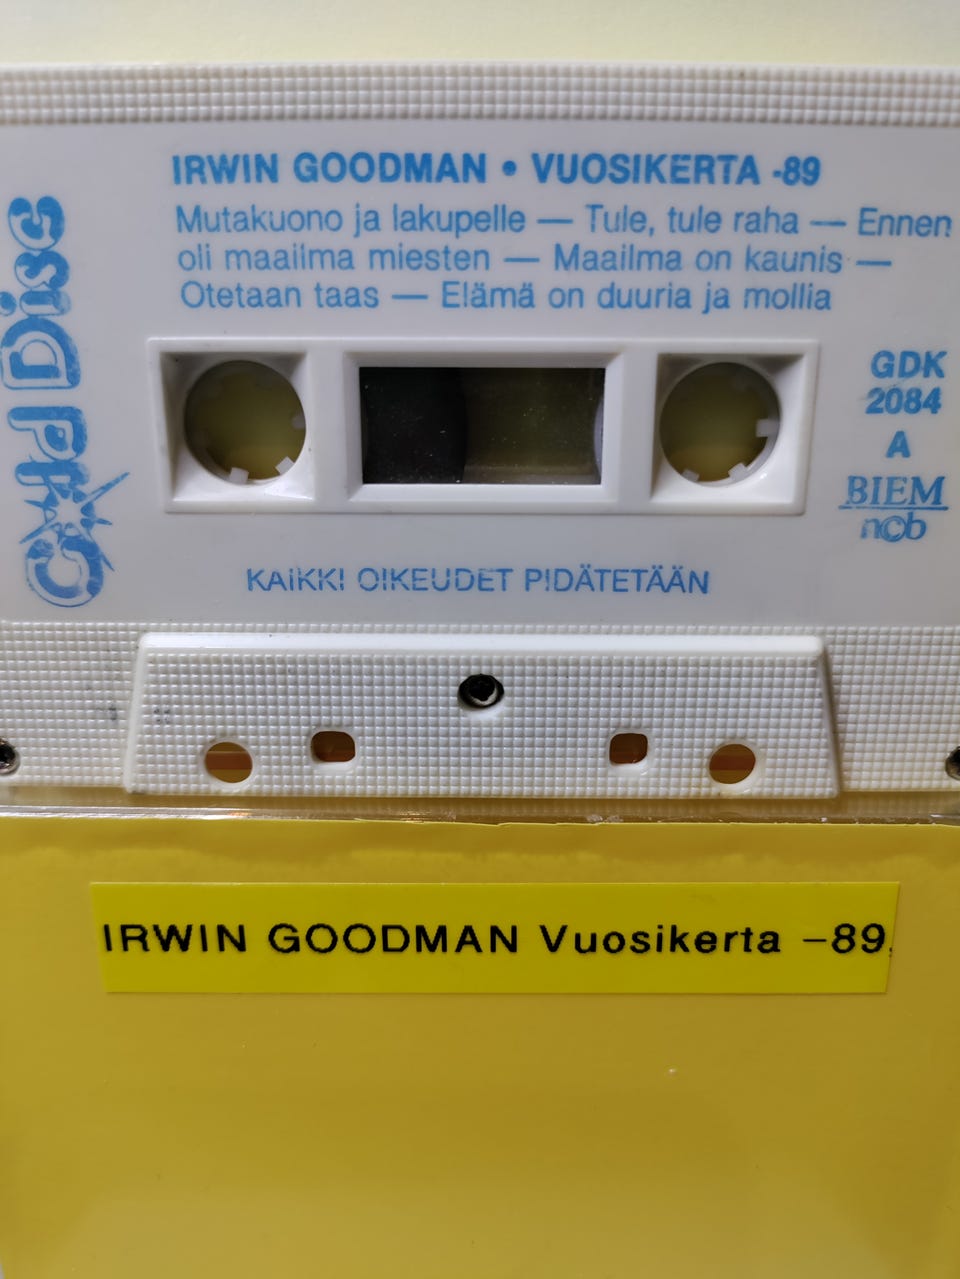 IRWIN GOODMAN • VUOSIKERTA -89
Mutakuono ja lakupelle — Tule, tule raha — Ennen
oli maailma miesten — Maailma on kaunis —
Otetaan taas — Elämä on duuria ja mollia
Gold Disc
GDK
2084
A
BIEM
n©b
KAIKKI OIKEUDET PIDÄTETÄÄN
IRWIN GOODMAN Vuosikerta –89.